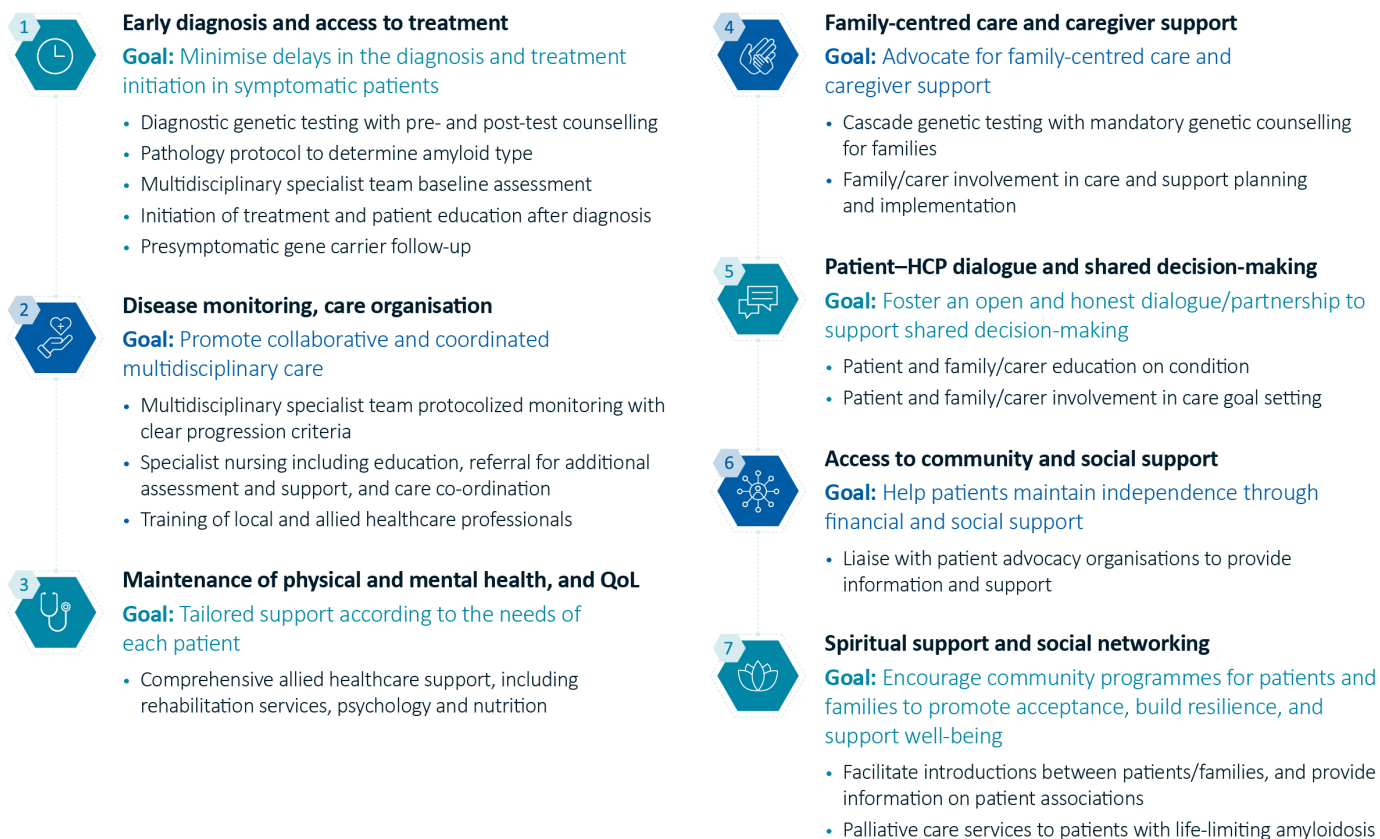 1
Early diagnosis and access to treatment
Goal: Minimise delays in the diagnosis and treatment
initiation in symptomatic patients
• Diagnostic genetic testing with pre- and post-test counselling
• Pathology protocol to determine amyloid type
• Multidisciplinary specialist team baseline assessment
• Initiation of treatment and patient education after diagnosis
• Presymptomatic gene carrier follow-up
2
Disease monitoring, care organisation
Goal: Promote collaborative and coordinated
multidisciplinary care
• Multidisciplinary specialist team protocolized monitoring with
clear progression criteria
• Specialist nursing including education, referral for additional
assessment and support, and care co-ordination
• Training of local and allied healthcare professionals
3
Maintenance of physical and mental health, and QoL
Goal: Tailored support according to the needs of
each patient
• Comprehensive allied healthcare support, including
rehabilitation services, psychology and nutrition
4
Family-centred care and caregiver support
Goal: Advocate for family-centred care and
caregiver support
• Cascade genetic testing with mandatory genetic counselling
for families
• Family/carer involvement in care and support planning
and implementation
5
Patient–HCP dialogue and shared decision-making
Goal: Foster an open and honest dialogue/partnership to
support shared decision-making
• Patient and family/carer education on condition
• Patient and family/carer involvement in care goal setting
6
Access to community and social support
Goal: Help patients maintain independence through
financial and social support
• Liaise with patient advocacy organisations to provide
information and support
7
Spiritual support and social networking
Goal: Encourage community programmes for patients and
families to promote acceptance, build resilience, and
support well-being
• Facilitate introductions between patients/families, and provide
information on patient associations
• Palliative care services to patients with life-limiting amyloidosis